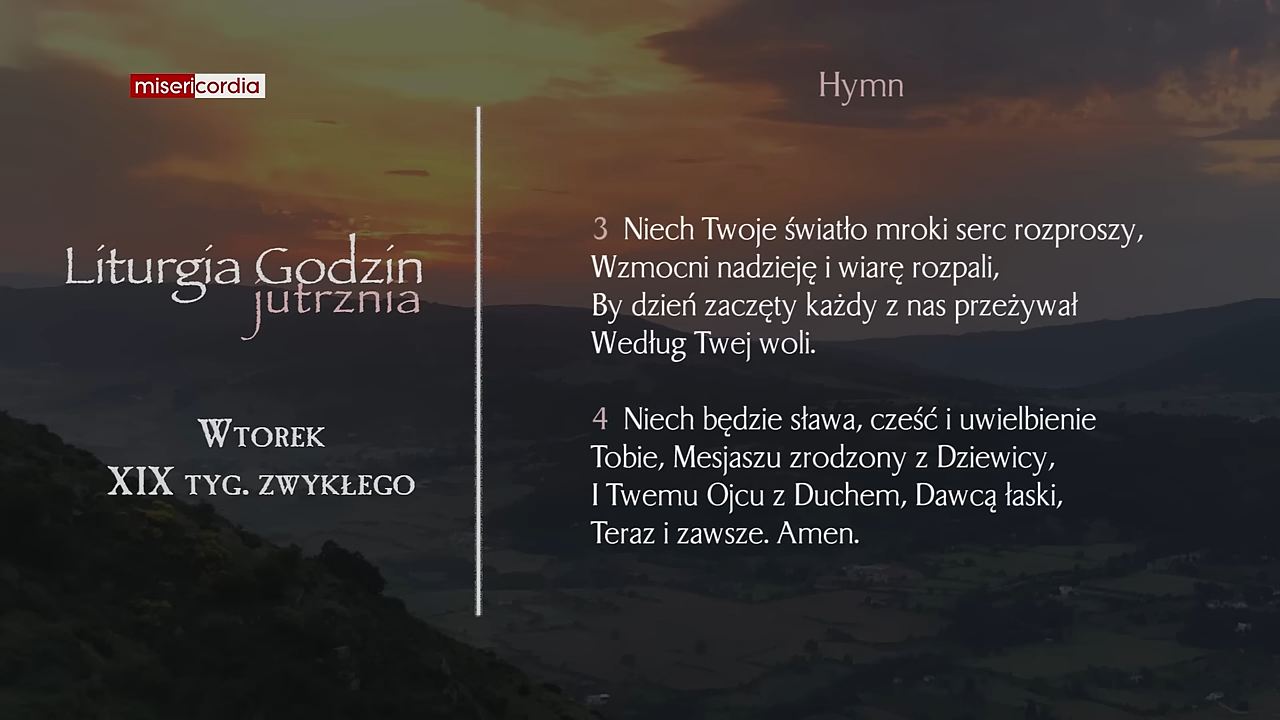 misericordia
Liturgia Godzin
jutrznia
Wtorek
XIX tyg. zwykłego
Hymn
3 Niech Twoje światło mroki serc rozproszy,
Wzmocni nadzieję i wiarę rozpali,
By dzień zaczęty każdy z nas przeżywał
Według Twej woli.
4 Niech będzie sława, cześć i uwielbienie
Tobie, Mesjaszu zrodzony z Dziewicy,
I Twemu Ojcu z Duchem, Dawcą łaski,
Teraz i zawsze. Amen.